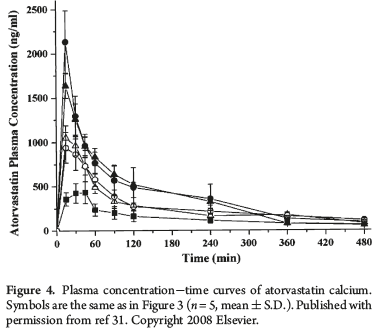 2500
2000
1500
1000
500
0
Atorvastatin Plasma Concentration (ng/ml)
0 60 120 180 240 300 360 420 480
Time (min)
Figure 4. Plasma concentration—time curves of atorvastatin calcium.
Symbols are the same as in Figure 3 (n = 5, mean ± S.D.). Published with
permission from ref 31. Copyright 2008 Elsevier.